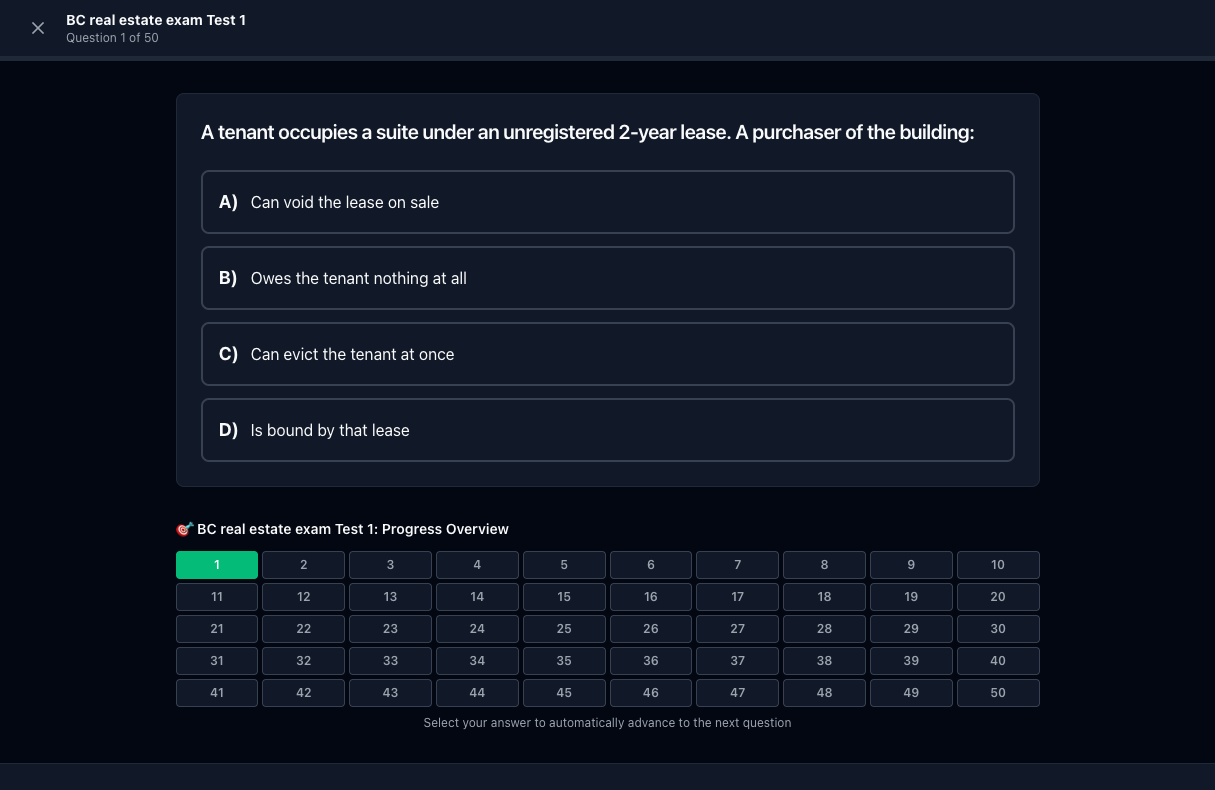 BC real estate exam Test 1
Question 1 of 50
A tenant occupies a suite under an unregistered 2-year lease. A purchaser of the building:
A) Can void the lease on sale
B) Owes the tenant nothing at all
C) Can evict the tenant at once
D) Is bound by that lease
🎯 BC real estate exam Test 1: Progress Overview
1 2 3 4 5 6 7 8 9 10
11 12 13 14 15 16 17 18 19 20
21 22 23 24 25 26 27 28 29 30
31 32 33 34 35 36 37 38 39 40
41 42 43 44 45 46 47 48 49 50
Select your answer to automatically advance to the next question